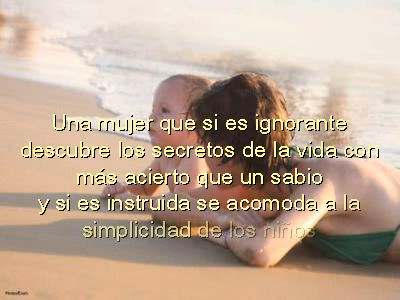 Una mujer que si es ignorante
descubre los secretos de la vida con
más acierto que un sabio
y si es instruída se acomoda a la
simplicidad de los niños